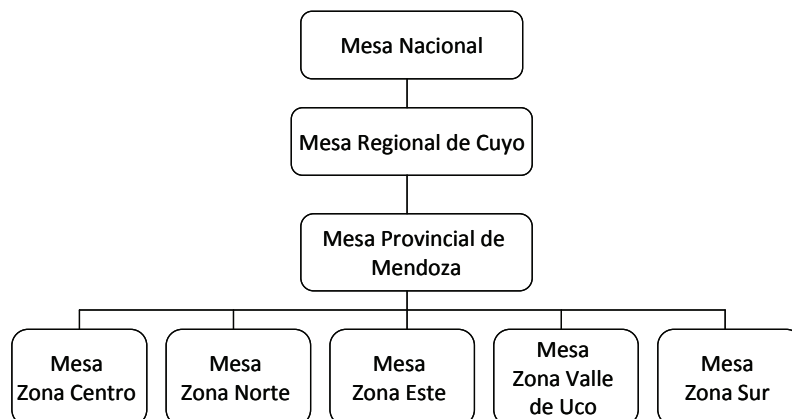 Mesa Nacional
Mesa Regional de Cuyo
Mesa Provincial de
Mendoza
Mesa
Zona Centro
Mesa
Zona Norte
Mesa
Zona Este
Mesa
Zona Valle
de Uco
Mesa
Zona Sur